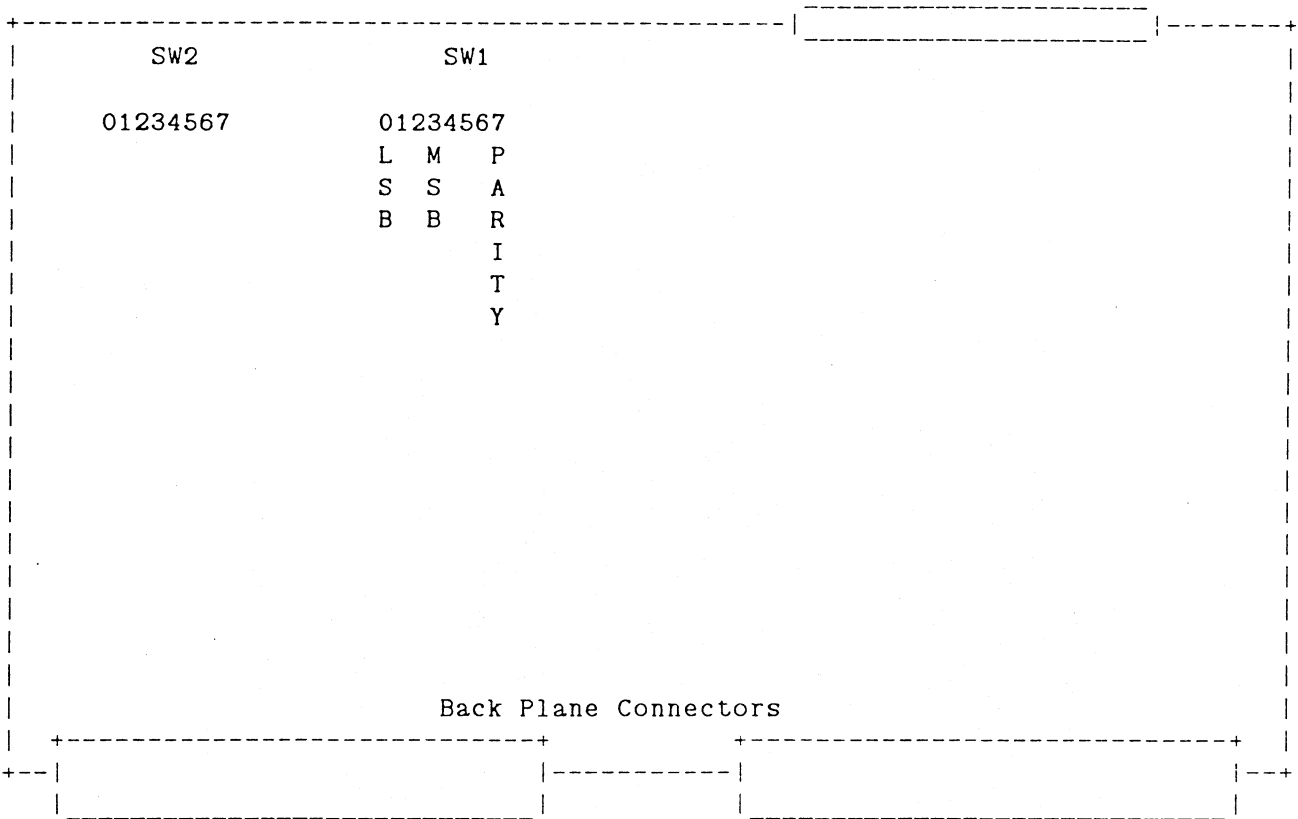 SW2 SW1
01234567 01234567
L M P
S S A
B B R
I
T
Y
Back Plane Connectors